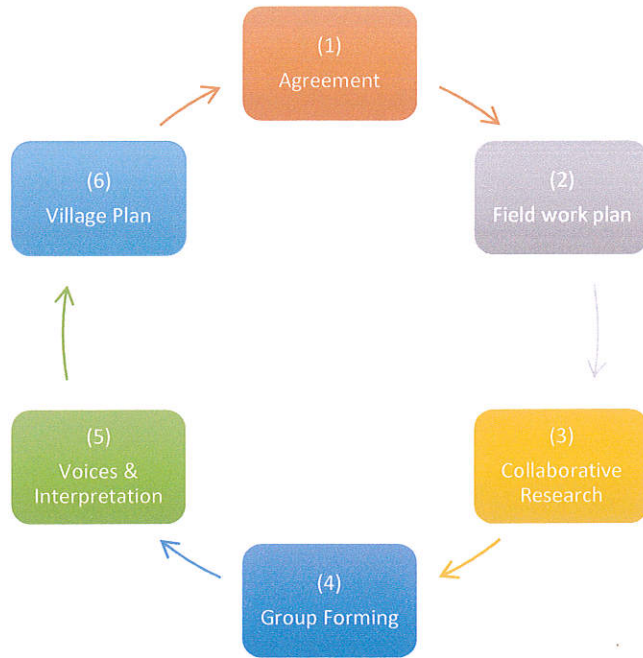 (1)
Agreement
(2)
Field work plan
(3)
Collaborative
Research
(4)
Group Forming
(5)
Voices &
Interpretation
(6)
Village Plan